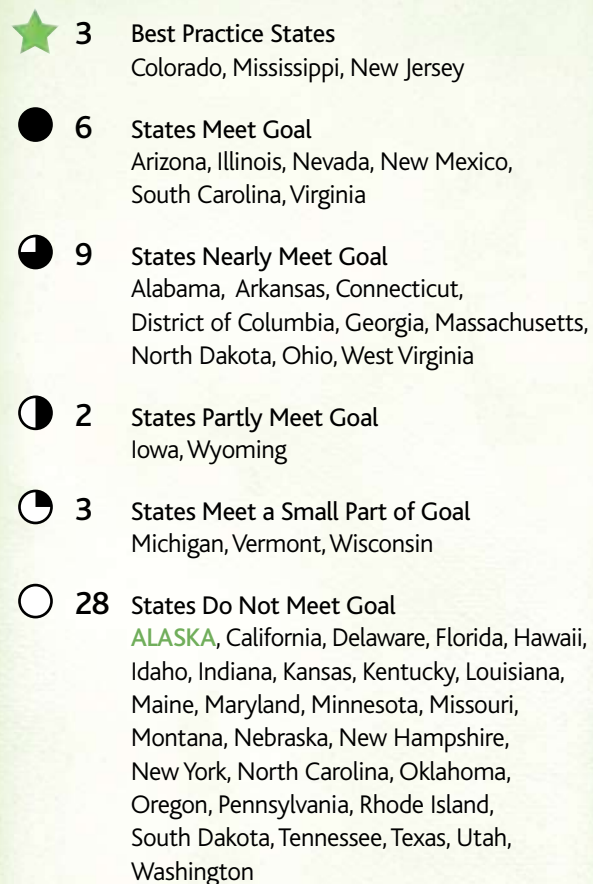 3 Best Practice States
Colorado, Mississippi, New Jersey
6 States Meet Goal
Arizona, Illinois, Nevada, New Mexico,
South Carolina, Virginia
9 States Nearly Meet Goal
Alabama, Arkansas, Connecticut,
District of Columbia, Georgia, Massachusetts,
North Dakota, Ohio, West Virginia
2 States Partly Meet Goal
Iowa, Wyoming
3 States Meet a Small Part of Goal
Michigan, Vermont, Wisconsin
28 States Do Not Meet Goal
ALASKA, California, Delaware, Florida, Hawaii,
Idaho, Indiana, Kansas, Kentucky, Louisiana,
Maine, Maryland, Minnesota, Missouri,
Montana, Nebraska, New Hampshire,
New York, North Carolina, Oklahoma,
Oregon, Pennsylvania, Rhode Island,
South Dakota, Tennessee, Texas, Utah,
Washington